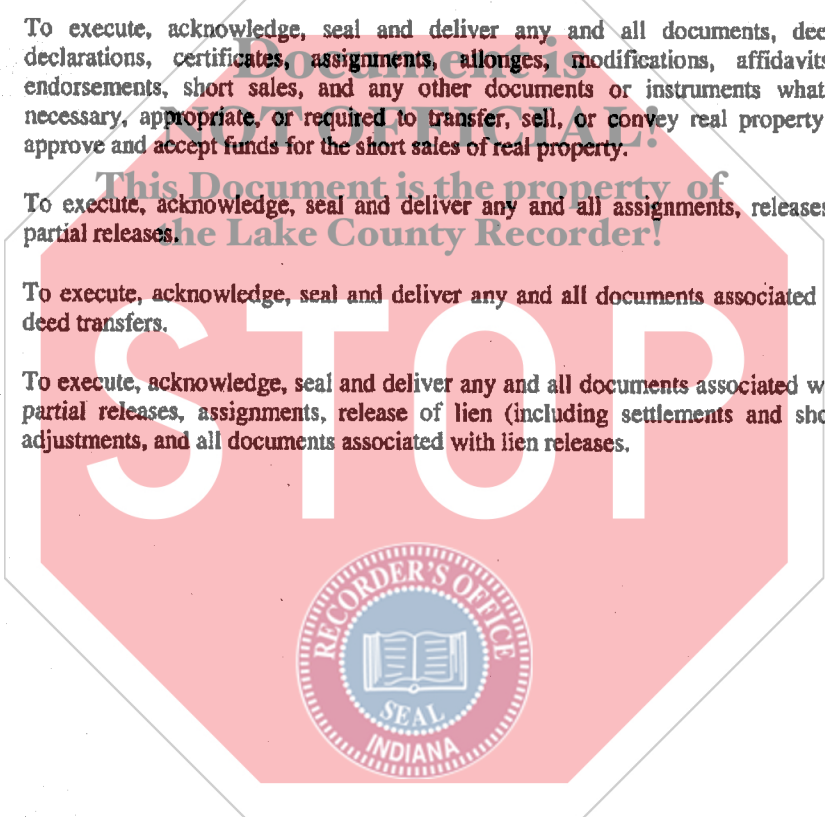 To execute, acknowledge, seal and deliver any and all documents, dee
declarations, certificates, assignments, allonges, modifications, affidavits
endorsements, short sales, and any other documents or instruments what
necessary, appropriate, or required to transfer, sell, or convey real property
approve and accept funds for the short sales of real property.
Document is
NOT OFFICIAL!
This Document is the property of
the Lake County Recorder!
To execute, acknowledge, seal and deliver any and all assignments, releases
partial releases.
To execute, acknowledge, seal and deliver any and all documents associated
deed transfers.
To execute, acknowledge, seal and deliver any and all documents associated w
partial releases, assignments, release of lien (including settlements and sho
adjustments, and all documents associated with lien releases.
STOP
RECORDER'S OFFICE
SEAL
INDIANA